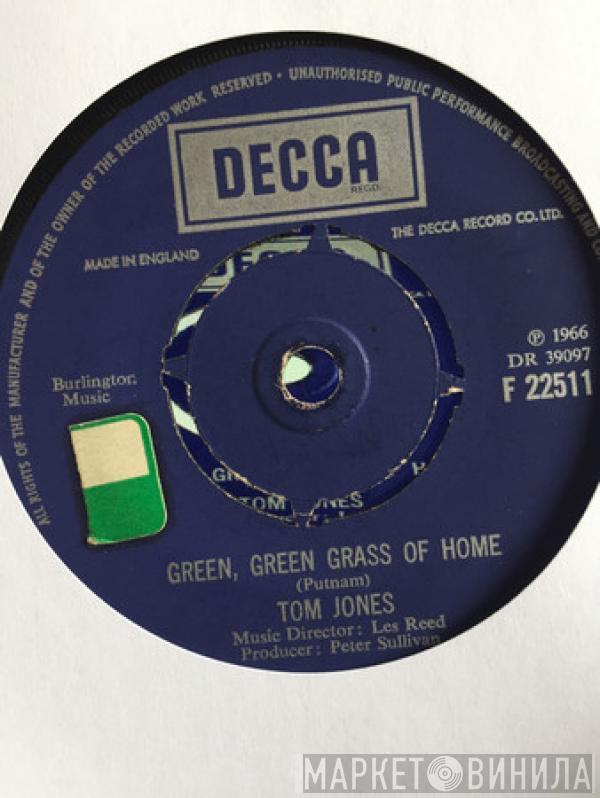 ALL RIGHTS OF THE MANUFACTURER AND OF THE OWNER OF THE RECORDED WORK RESERVED · UNAUTHORISED PUBLIC PERFORMANCE BROADCASTING AND
DECCA
REGD.
MADE IN ENGLAND
THE DECCA RECORD CO. LTD.
℗ 1966
DR 39097
F 22511
Burlington
Music
TOM JONES
GREEN, GREEN GRASS OF HOME
(Putnam)
TOM JONES
Music Director: Les Reed
Producer: Peter Sullivan
МАРКЕТ ВИНИЛА